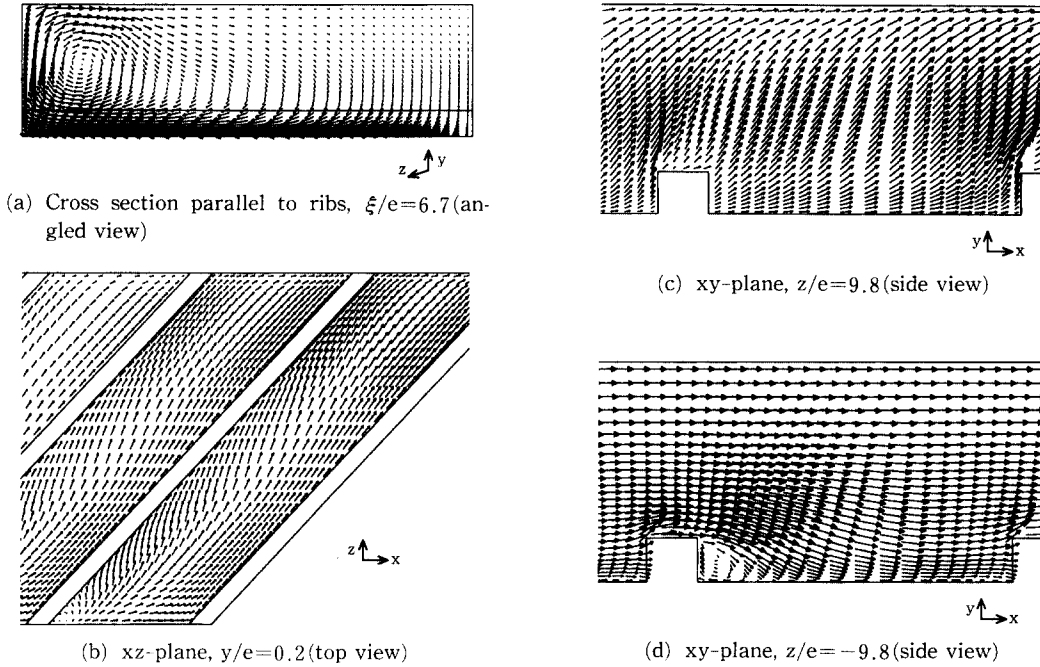 z y
(a) Cross section parallel to ribs, ξ̂/e=6.7(an-
gled view)
z x
(b) xz-plane, y/e=0.2(top view)
y x
(c) xy-plane, z/e=9.8(side view)
y x
(d) xy-plane, z/e=−9.8(side view)